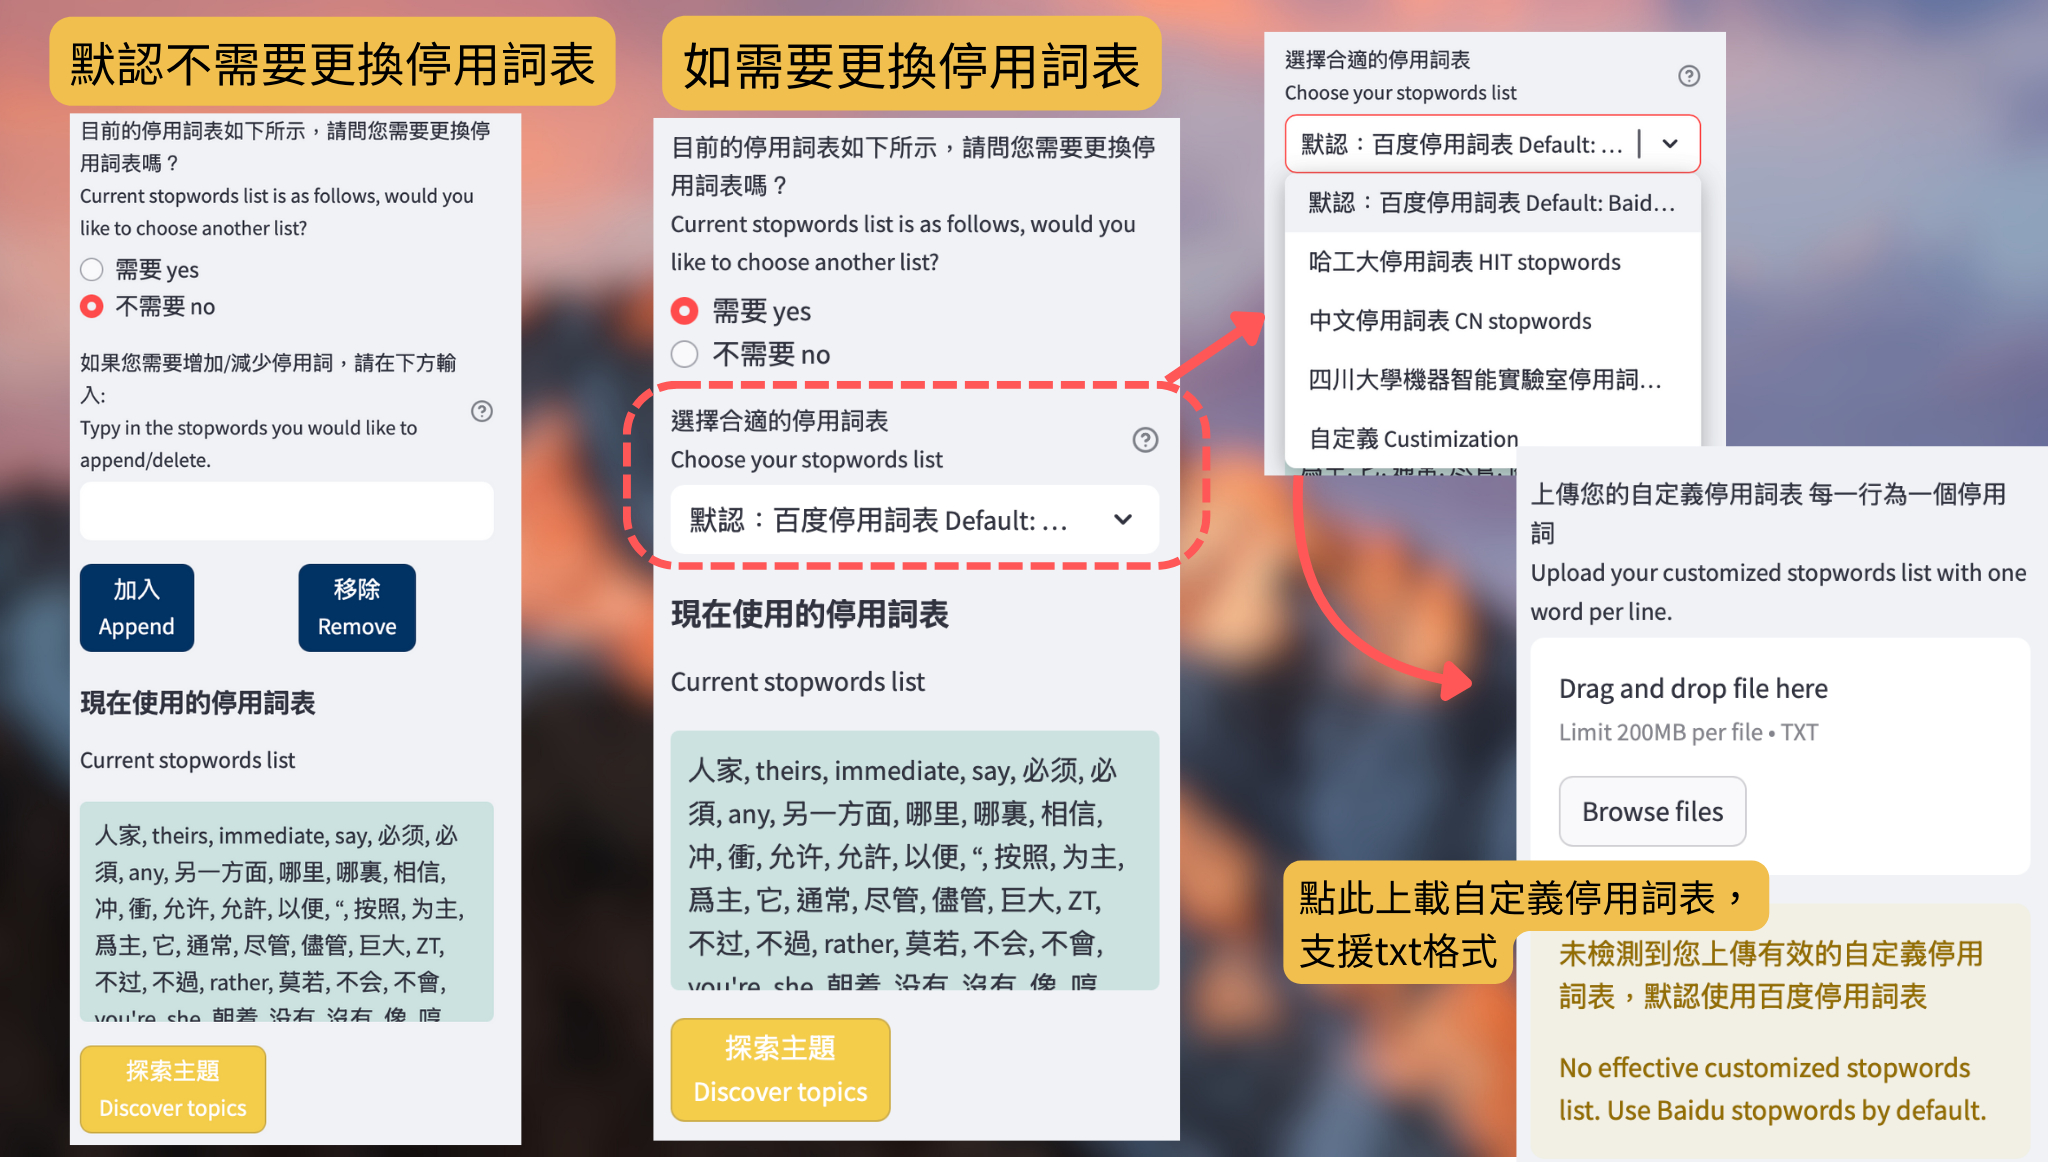 默認不需要更換停用詞表
目前的停用詞表如下所示，請問您需要更換停
用詞表嗎？
Current stopwords list is as follows, would you
like to choose another list?
需要 yes
不需要 no
如果您需要增加/減少停用詞，請在下方輸
入:
Typy in the stopwords you would like to
append/delete.
加入
Append
移除
Remove
現在使用的停用詞表
Current stopwords list
人家, theirs, immediate, say, 必须, 必
須, any, 另一方面, 哪里, 哪裏, 相信,
冲, 衝, 允许, 允許, 以便, “, 按照, 为主,
爲主, 它, 通常, 尽管, 儘管, 巨大, ZT,
不过, 不過, rather, 莫若, 不会, 不會,
you're, she, 朝着, 没有, 沒有, 像, 哼
探索主題
Discover topics
如需要更換停用詞表
目前的停用詞表如下所示，請問您需要更換停
用詞表嗎？
Current stopwords list is as follows, would you
like to choose another list?
需要 yes
不需要 no
選擇合適的停用詞表
Choose your stopwords list
默認：百度停用詞表 Default: ...
現在使用的停用詞表
Current stopwords list
人家, theirs, immediate, say, 必须, 必
須, any, 另一方面, 哪里, 哪裏, 相信,
冲, 衝, 允许, 允許, 以便, “, 按照, 为主,
爲主, 它, 通常, 尽管, 儘管, 巨大, ZT,
不过, 不過, rather, 莫若, 不会, 不會,
you're, she, 朝着, 没有, 沒有, 像, 哼
探索主題
Discover topics
選擇合適的停用詞表
Choose your stopwords list
默認：百度停用詞表 Default: ...
默認：百度停用詞表 Default: Baid...
哈工大停用詞表 HIT stopwords
中文停用詞表 CN stopwords
四川大學機器智能實驗室停用詞...
自定義 Custimization
上傳您的自定義停用詞表 每一行為一個停用
詞
Upload your customized stopwords list with one
word per line.
Drag and drop file here
Limit 200MB per file • TXT
Browse files
點此上載自定義停用詞表，
支援txt格式
未檢測到您上傳有效的自定義停用
詞表，默認使用百度停用詞表
No effective customized stopwords
list. Use Baidu stopwords by default.